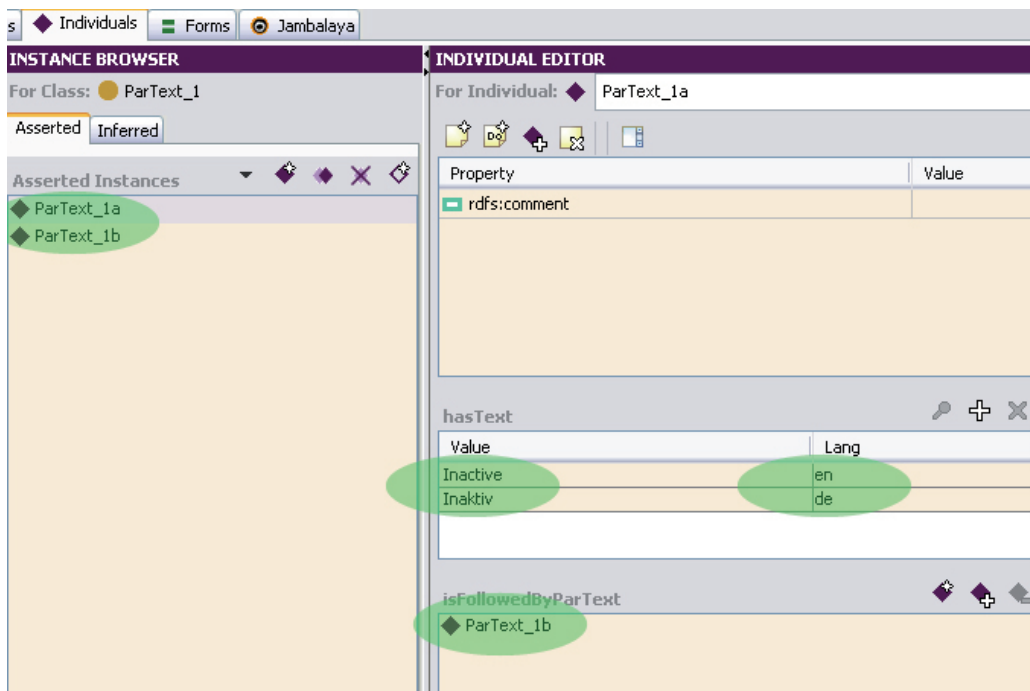 s Individuals Forms Jambalaya
INSTANCE BROWSER
For Class: ParText_1
Asserted Inferred
Asserted Instances
ParText_1a
ParText_1b
INDIVIDUAL EDITOR
For Individual: ParText_1a
Property Value
rdfs:comment
hasText
Value Lang
Inactive en
Inaktiv de
isFollowedByParText
ParText_1b